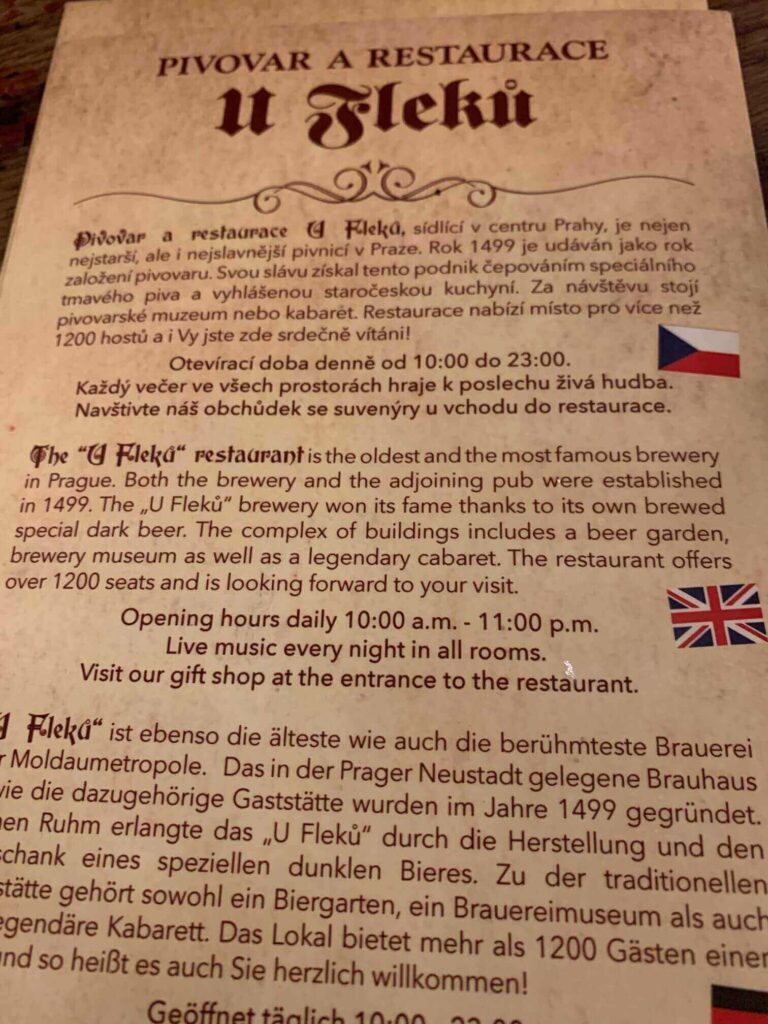 PIVOVAR A RESTAURACE
U Fleků
Pivovar a restaurace U Fleků, sídlící v centru Prahy, je nejen
nejstarší, ale i nejslavnější pivnicí v Praze. Rok 1499 je udáván jako rok
založení pivovaru. Svou slávu získal tento podnik čepováním speciálního
tmavého piva a vyhlášenou staročeskou kuchyní. Za návštěvu stojí
pivovarské muzeum nebo kabaret. Restaurace nabízí místo pro více než
1200 hostů a i Vy jste zde srdečně vítáni!
Otevírací doba denně od 10:00 do 23:00.
Každý večer ve všech prostorách hraje k poslechu živá hudba.
Navštivte náš obchůdek se suvenýry u vchodu do restaurace.
The "U Fleků“ restaurant is the oldest and the most famous brewery
in Prague. Both the brewery and the adjoining pub were established
in 1499. The „U Fleků“ brewery won its fame thanks to its own brewed
special dark beer. The complex of buildings includes a beer garden,
brewery museum as well as a legendary cabaret. The restaurant offers
over 1200 seats and is looking forward to your visit.
Opening hours daily 10:00 a.m. - 11:00 p.m.
Live music every night in all rooms.
Visit our gift shop at the entrance to the restaurant.
U Fleků“ ist ebenso die älteste wie auch die berühmteste Brauerei
Moldaumetropole. Das in der Prager Neustadt gelegene Brauhaus
die dazugehörige Gaststätte wurden im Jahre 1499 gegründet.
Ruhm erlangte das „U Fleků“ durch die Herstellung und den
schank eines speziellen dunklen Bieres. Zu der traditionellen
stätte gehört sowohl ein Biergarten, ein Brauereimuseum als auch
egendäre Kabarett. Das Lokal bietet mehr als 1200 Gästen einen
und so heißt es auch Sie herzlich willkommen!
Geöffnet täglich 10:00